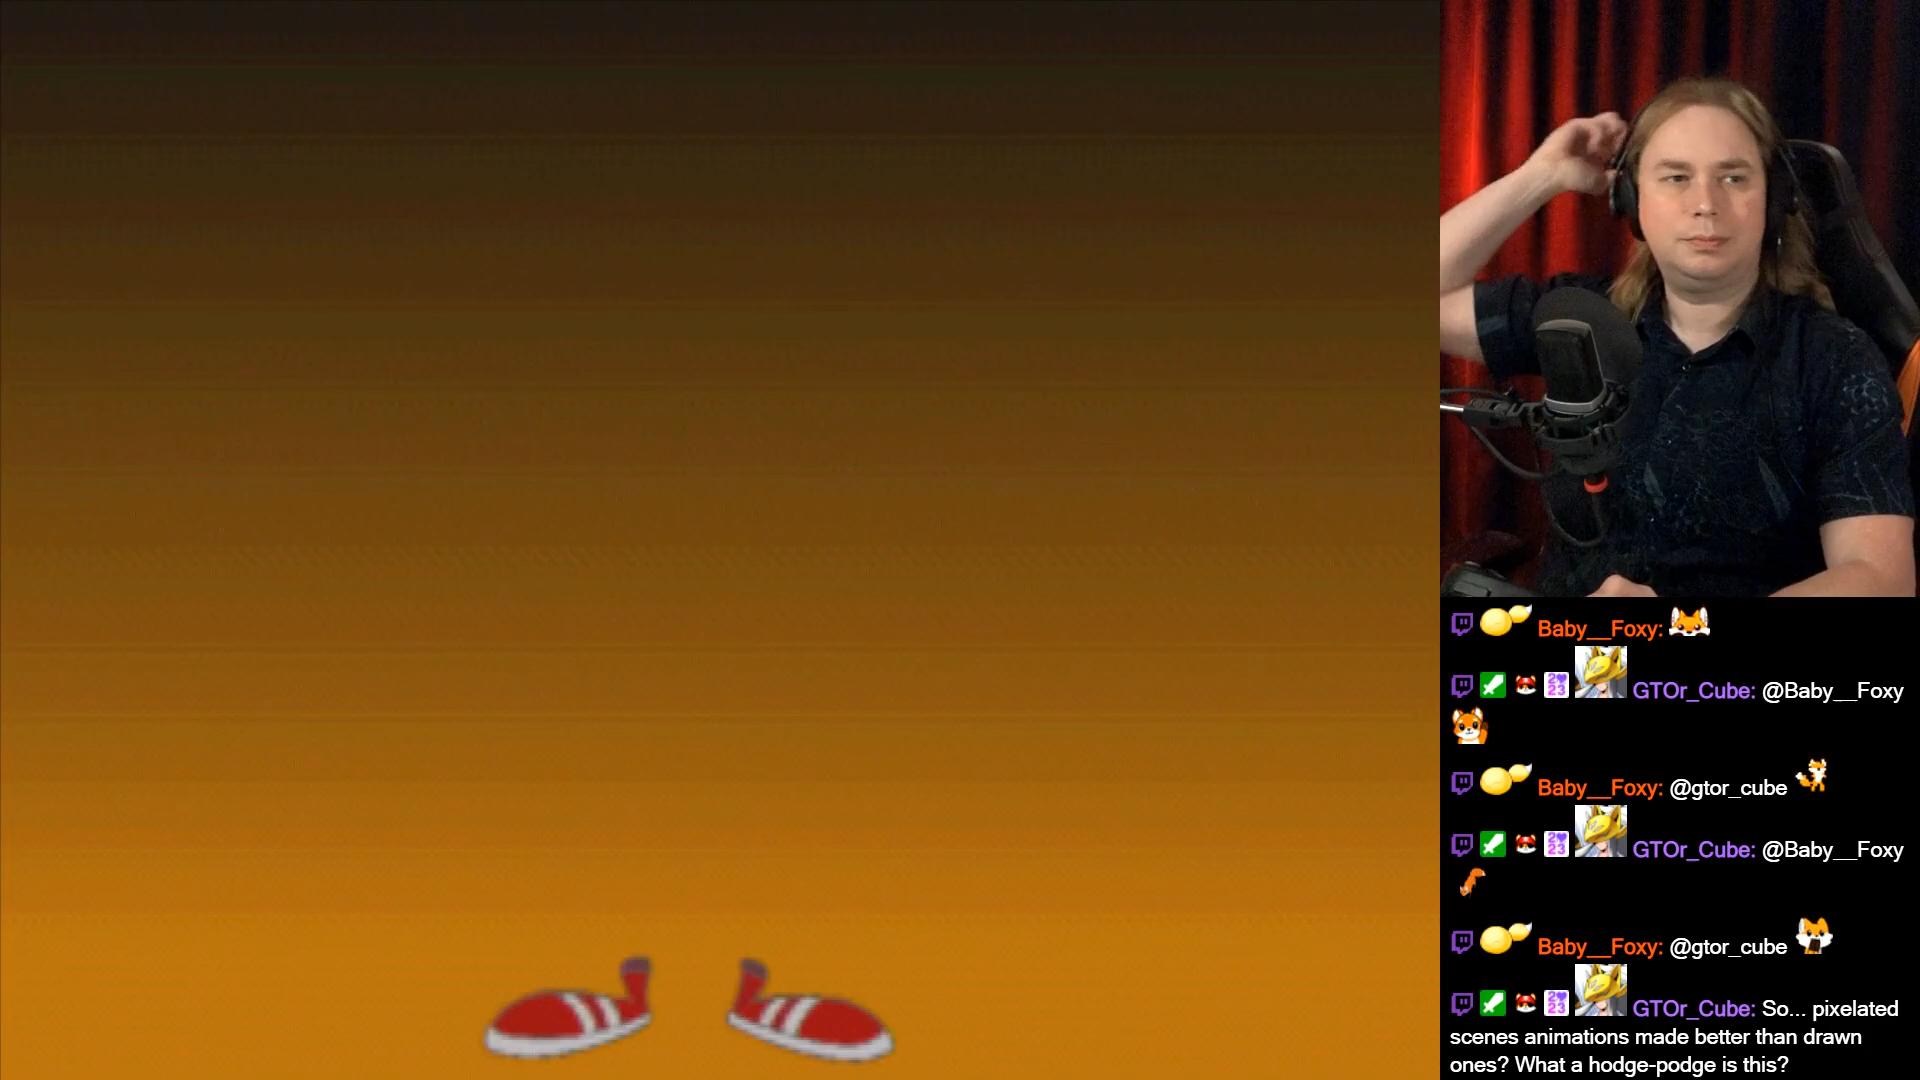 Baby__Foxy:
GTOr_Cube: @Baby__Foxy
Baby__Foxy: @gtor_cube
GTOr_Cube: @Baby__Foxy
Baby__Foxy: @gtor_cube
GTOr_Cube: So... pixelated
scenes animations made better than drawn
ones? What a hodge-podge is this?